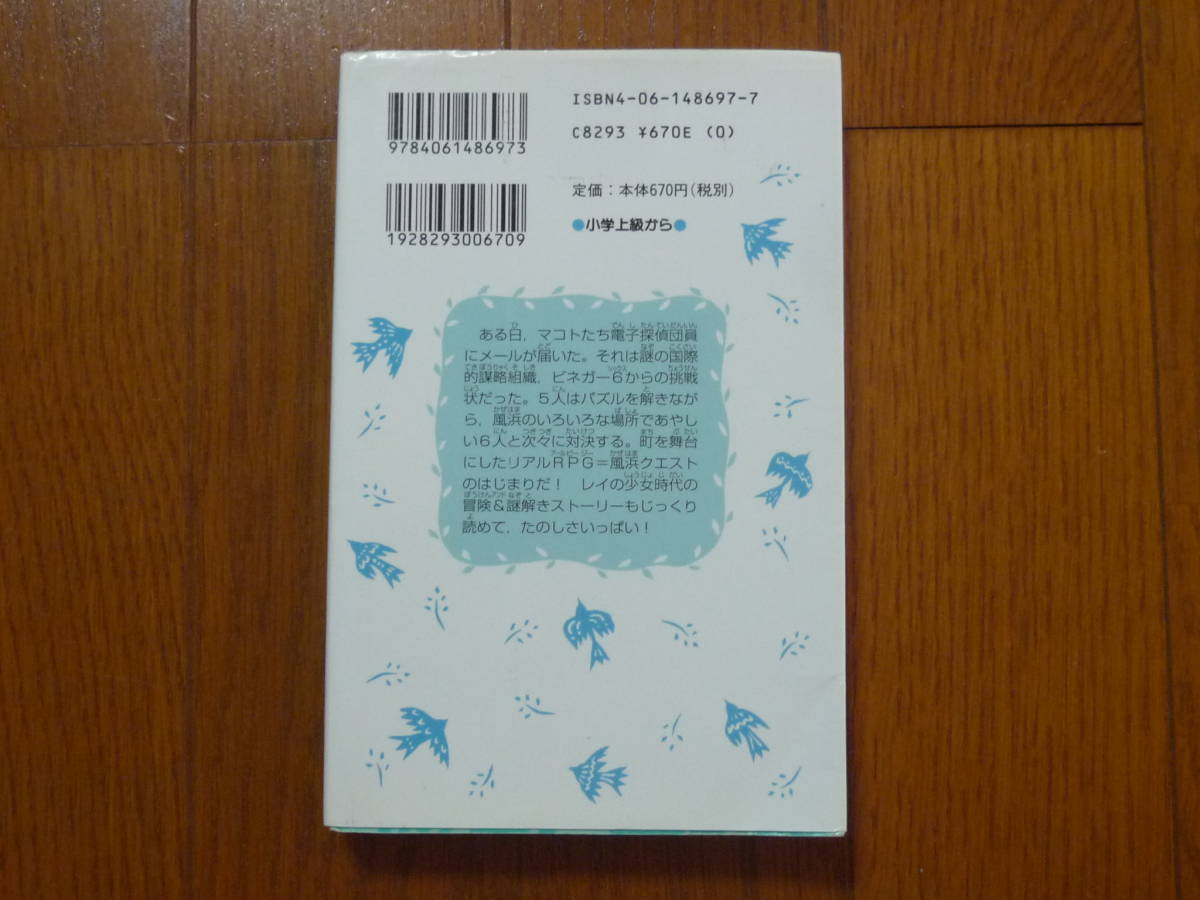 ISBN4-06-148697-7
C8293 ¥670E (0)
9784061486973
定価：本体670円(税別)
1928293006709
●小学上級から●
ある日，マコトたち電子探偵団員
にメールが届いた。それは謎の国際
的謀略組織，ビネガー6からの挑戦
状だった。5人はパズルを解きなが
ら，風浜のいろいろな場所であやし
い6人と次々に対決する。町を舞台
にしたリアルRPG＝風浜クエスト
のはじまりだ！　レイの少女時代の
冒険＆謎解きストーリーもじっくり
読めて，たのしさいっぱい！